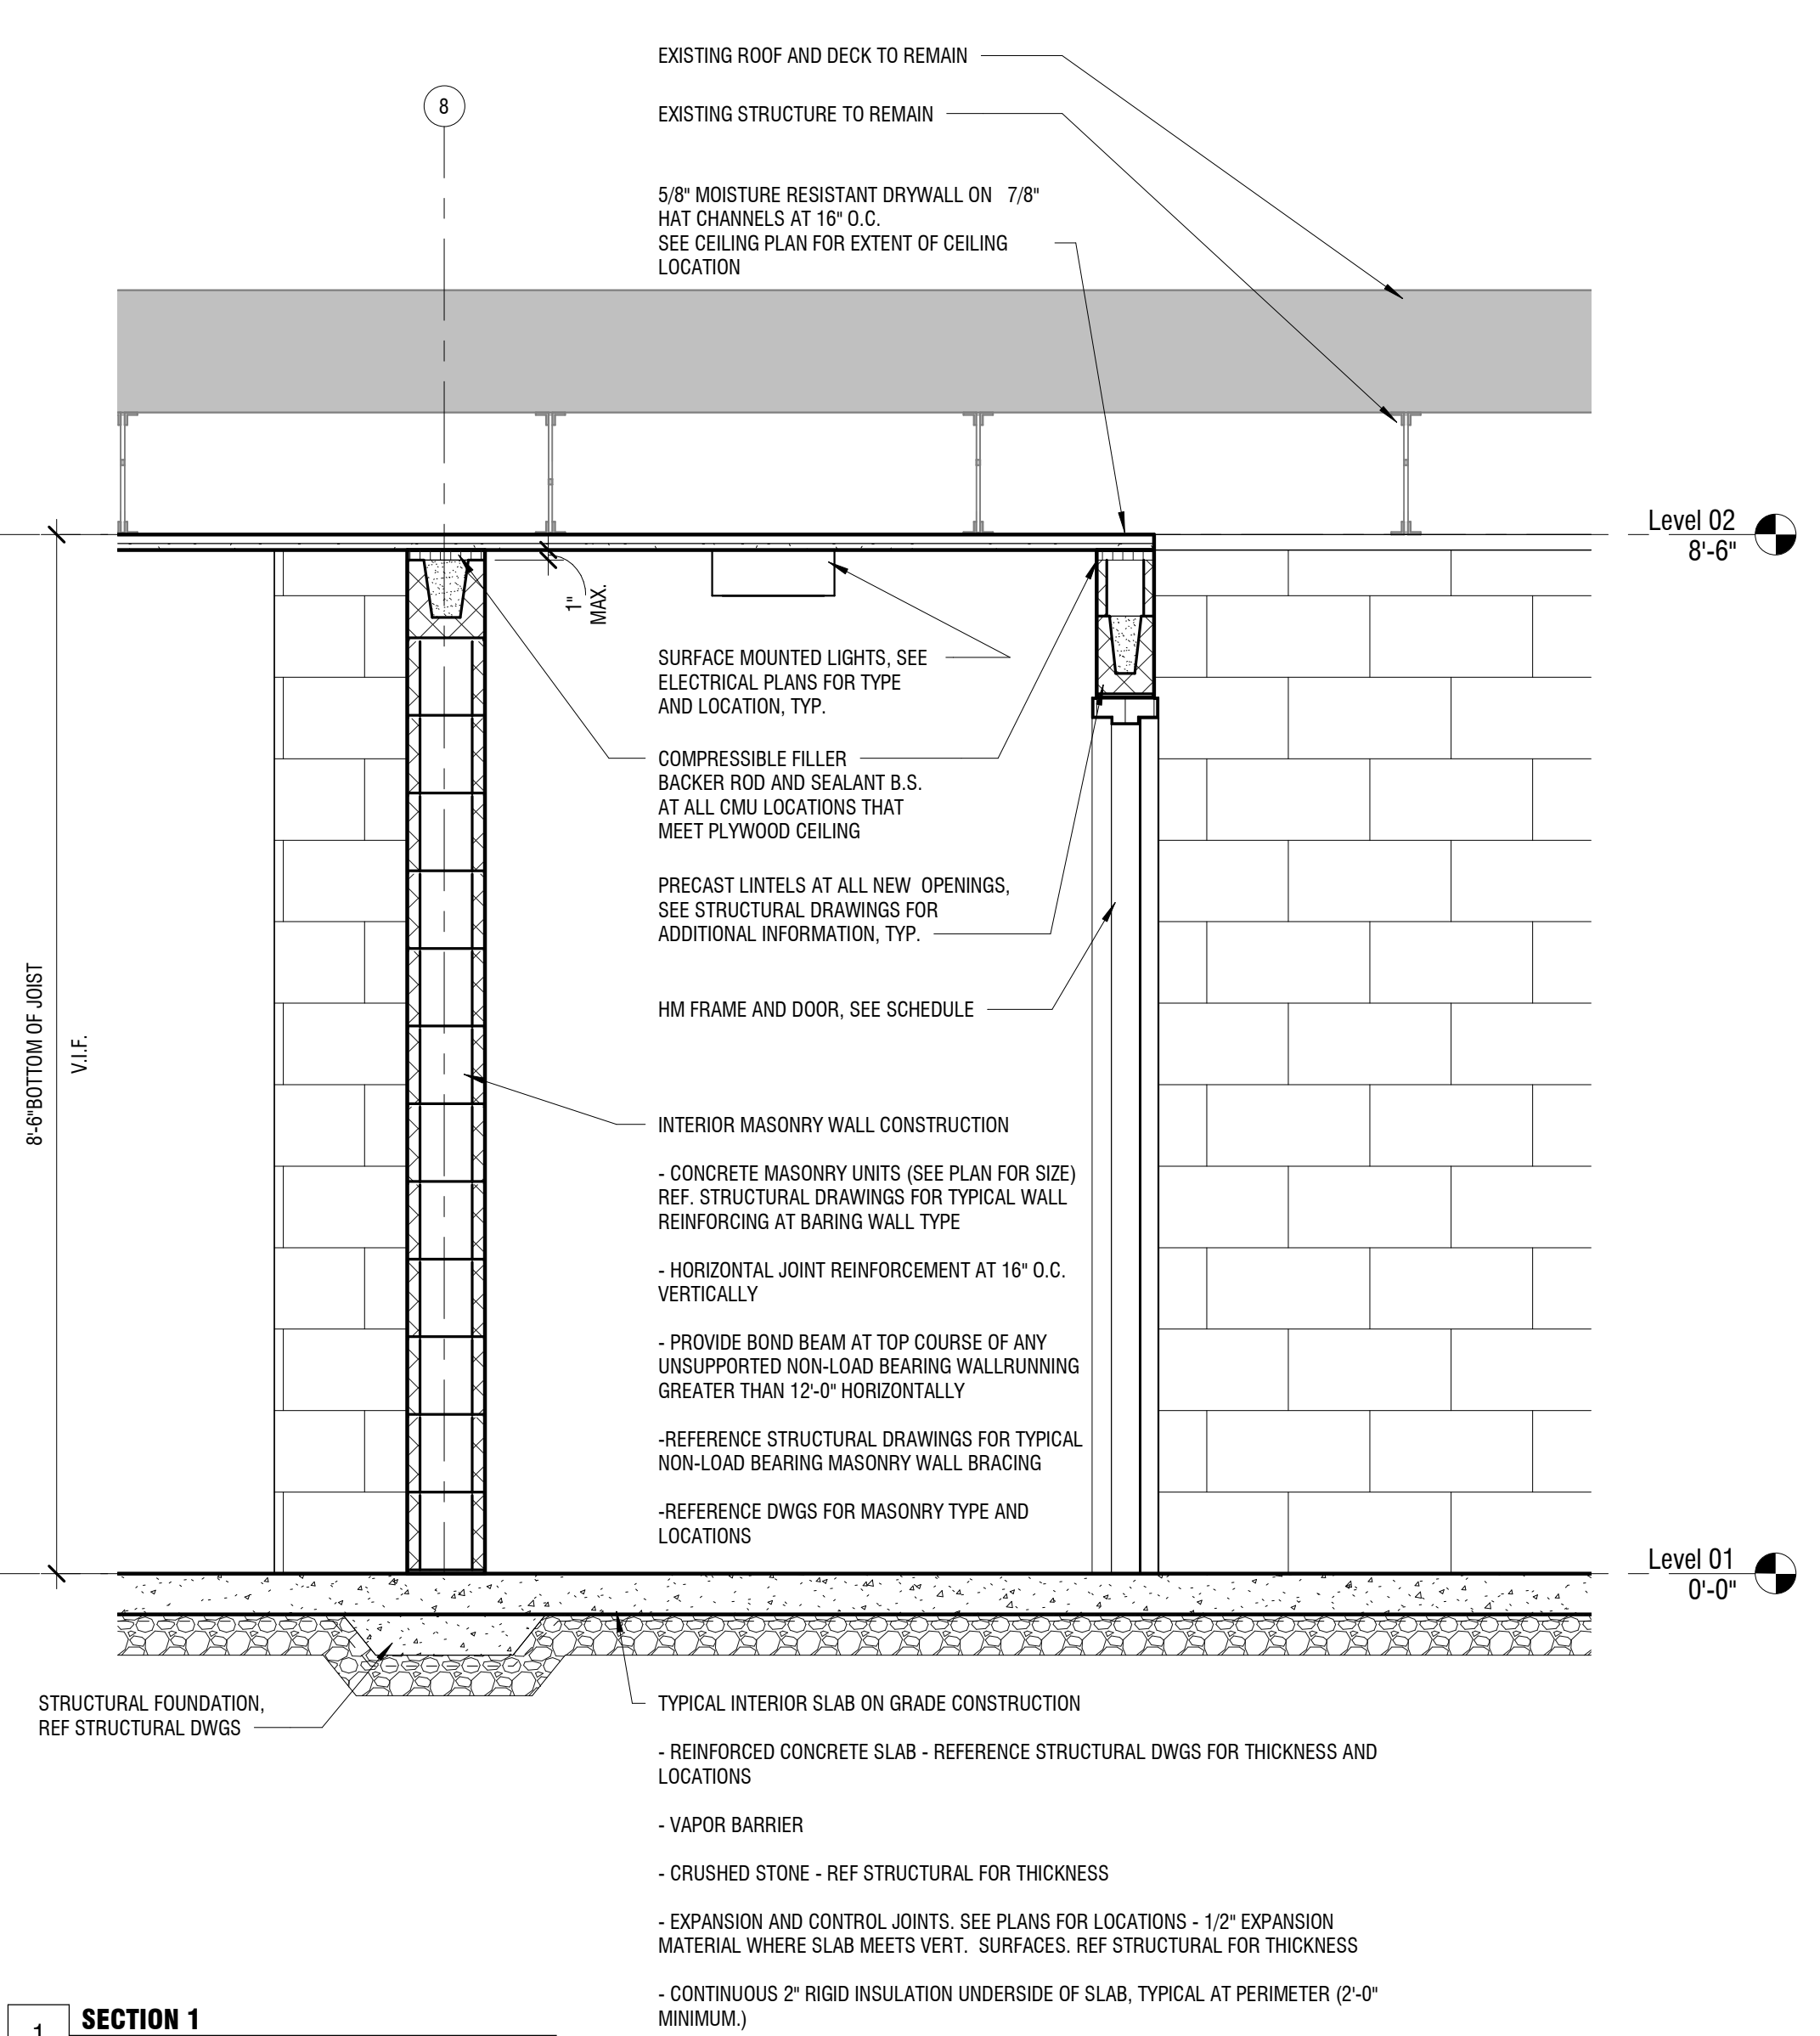 EXISTING ROOF AND DECK TO REMAIN
8
EXISTING STRUCTURE TO REMAIN
5/8" MOISTURE RESISTANT DRYWALL ON 7/8"
HAT CHANNELS AT 16" O.C.
SEE CEILING PLAN FOR EXTENT OF CEILING
LOCATION
Level 02
8'-6"
1"
MAX.
SURFACE MOUNTED LIGHTS, SEE
ELECTRICAL PLANS FOR TYPE
AND LOCATION, TYP.
COMPRESSIBLE FILLER
BACKER ROD AND SEALANT B.S.
AT ALL CMU LOCATIONS THAT
MEET PLYWOOD CEILING
PRECAST LINTELS AT ALL NEW OPENINGS,
SEE STRUCTURAL DRAWINGS FOR
ADDITIONAL INFORMATION, TYP.
8'-6"BOTTOM OF JOIST
V.I.F.
HM FRAME AND DOOR, SEE SCHEDULE
INTERIOR MASONRY WALL CONSTRUCTION
- CONCRETE MASONRY UNITS (SEE PLAN FOR SIZE)
REF. STRUCTURAL DRAWINGS FOR TYPICAL WALL
REINFORCING AT BARING WALL TYPE
- HORIZONTAL JOINT REINFORCEMENT AT 16" O.C.
VERTICALLY
- PROVIDE BOND BEAM AT TOP COURSE OF ANY
UNSUPPORTED NON-LOAD BEARING WALLRUNNING
GREATER THAN 12'-0" HORIZONTALLY
-REFERENCE STRUCTURAL DRAWINGS FOR TYPICAL
NON-LOAD BEARING MASONRY WALL BRACING
-REFERENCE DWGS FOR MASONRY TYPE AND
LOCATIONS
Level 01
0'-0"
STRUCTURAL FOUNDATION,
REF STRUCTURAL DWGS
TYPICAL INTERIOR SLAB ON GRADE CONSTRUCTION
- REINFORCED CONCRETE SLAB - REFERENCE STRUCTURAL DWGS FOR THICKNESS AND
LOCATIONS
- VAPOR BARRIER
- CRUSHED STONE - REF STRUCTURAL FOR THICKNESS
- EXPANSION AND CONTROL JOINTS. SEE PLANS FOR LOCATIONS - 1/2" EXPANSION
MATERIAL WHERE SLAB MEETS VERT. SURFACES. REF STRUCTURAL FOR THICKNESS
- CONTINUOUS 2" RIGID INSULATION UNDERSIDE OF SLAB, TYPICAL AT PERIMETER (2'-0"
MINIMUM.)
1
SECTION 1